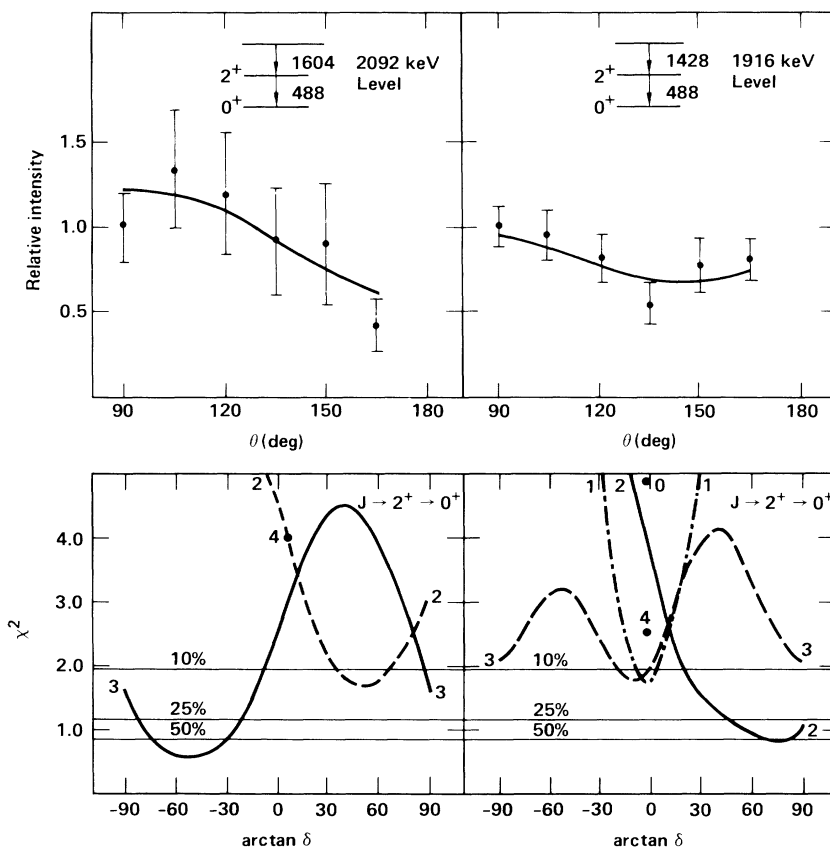 1604 2092 keV
2⁺ Level
488
0⁺
1428 1916 keV
2⁺ Level
488
0⁺
Relative intensity
1.5
1.0
0.5
90 120 150 180
θ (deg)
90 120 150 180
θ (deg)
2 J → 2⁺ → 0⁺
4
2
3 3
10%
25%
50%
1 2 0 1 J → 2⁺ → 0⁺
4
3 3
10%
25%
50% 2
χ²
4.0
3.0
2.0
1.0
-90 -60 -30 0 30 60 90
arctan δ
-90 -60 -30 0 30 60 90
arctan δ